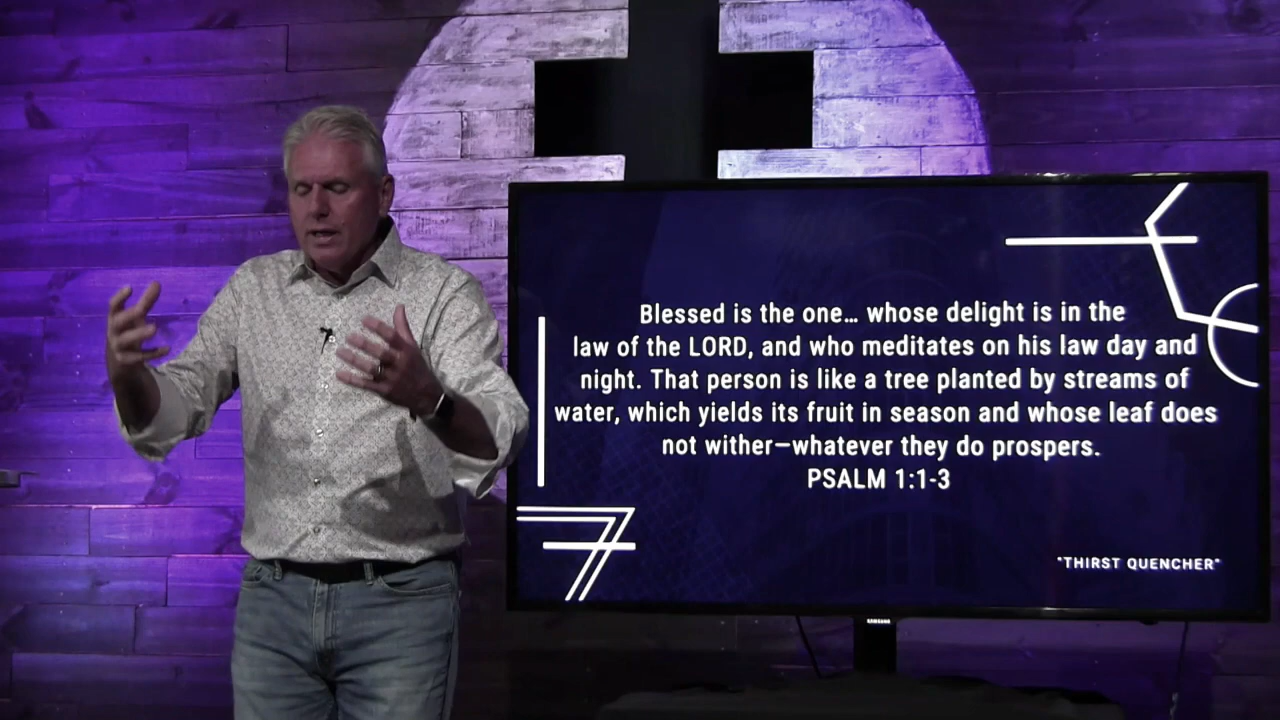 Blessed is the one... whose delight is in the
law of the LORD, and who meditates on his law day and
night. That person is like a tree planted by streams of
water, which yields its fruit in season and whose leaf does
not wither—whatever they do prospers.
PSALM 1:1-3
"THIRST QUENCHER"
SAMSUNG